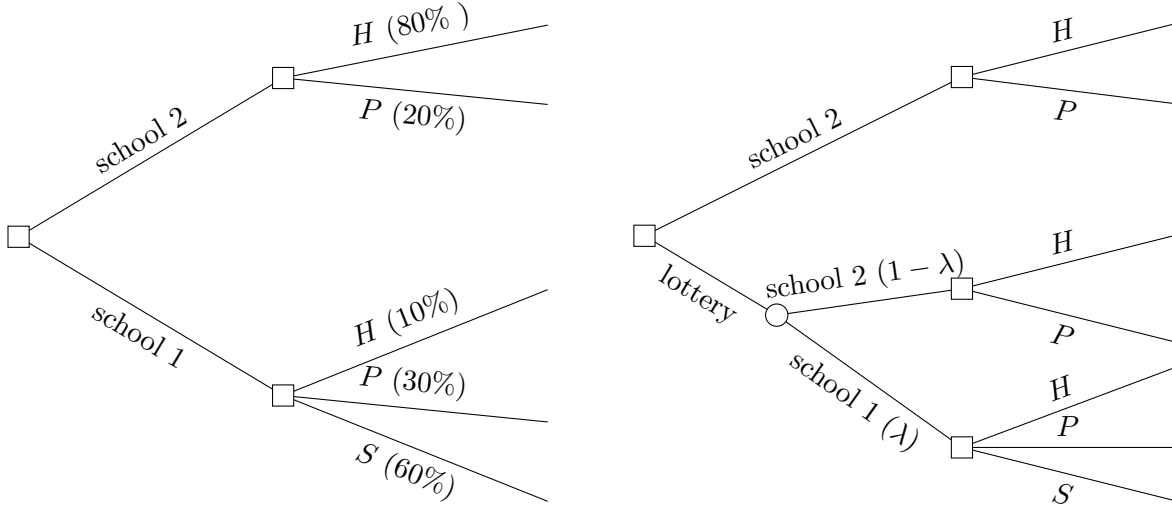 school 2
H (80% )
P (20%)
school 1
H (10%)
P (30%)
S (60%)
school 2
H
P
lottery
school 2 (1 − λ)
H
P
school 1 (λ)
H
P
S